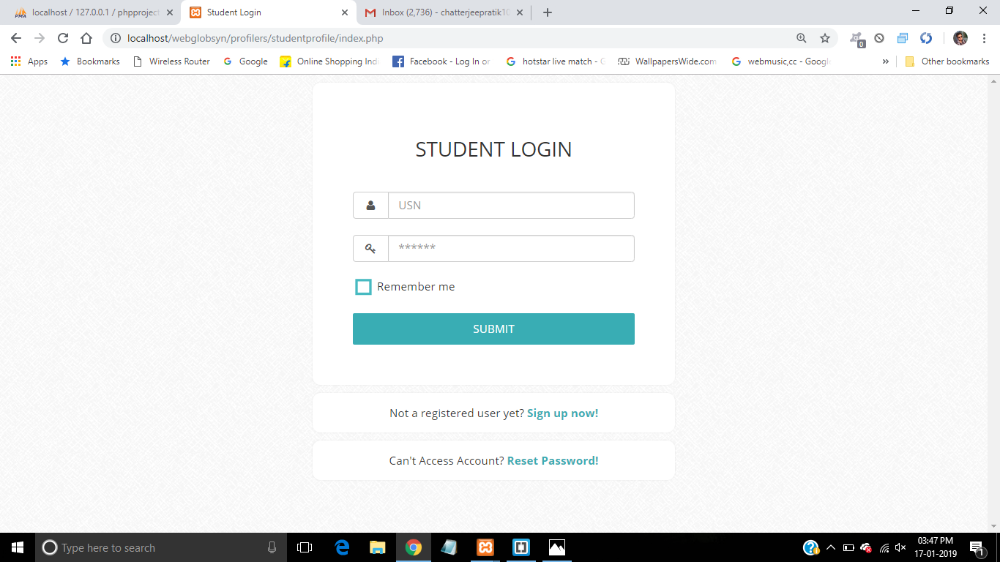 localhost / 127.0.0.1 / phpproject
Student Login
Inbox (2,736) - chatterjeepratik10
localhost/webglobsyn/profilers/studentprofile/index.php
0
Apps
Bookmarks
Wireless Router
Google
Online Shopping Indi
Facebook - Log In or
hotstar live match - G
WallpapersWide.com
webmusic,cc - Google
»
Other bookmarks
STUDENT LOGIN
USN
******
Remember me
SUBMIT
Not a registered user yet? Sign up now!
Can't Access Account? Reset Password!
Type here to search
03:47 PM
17-01-2019
1